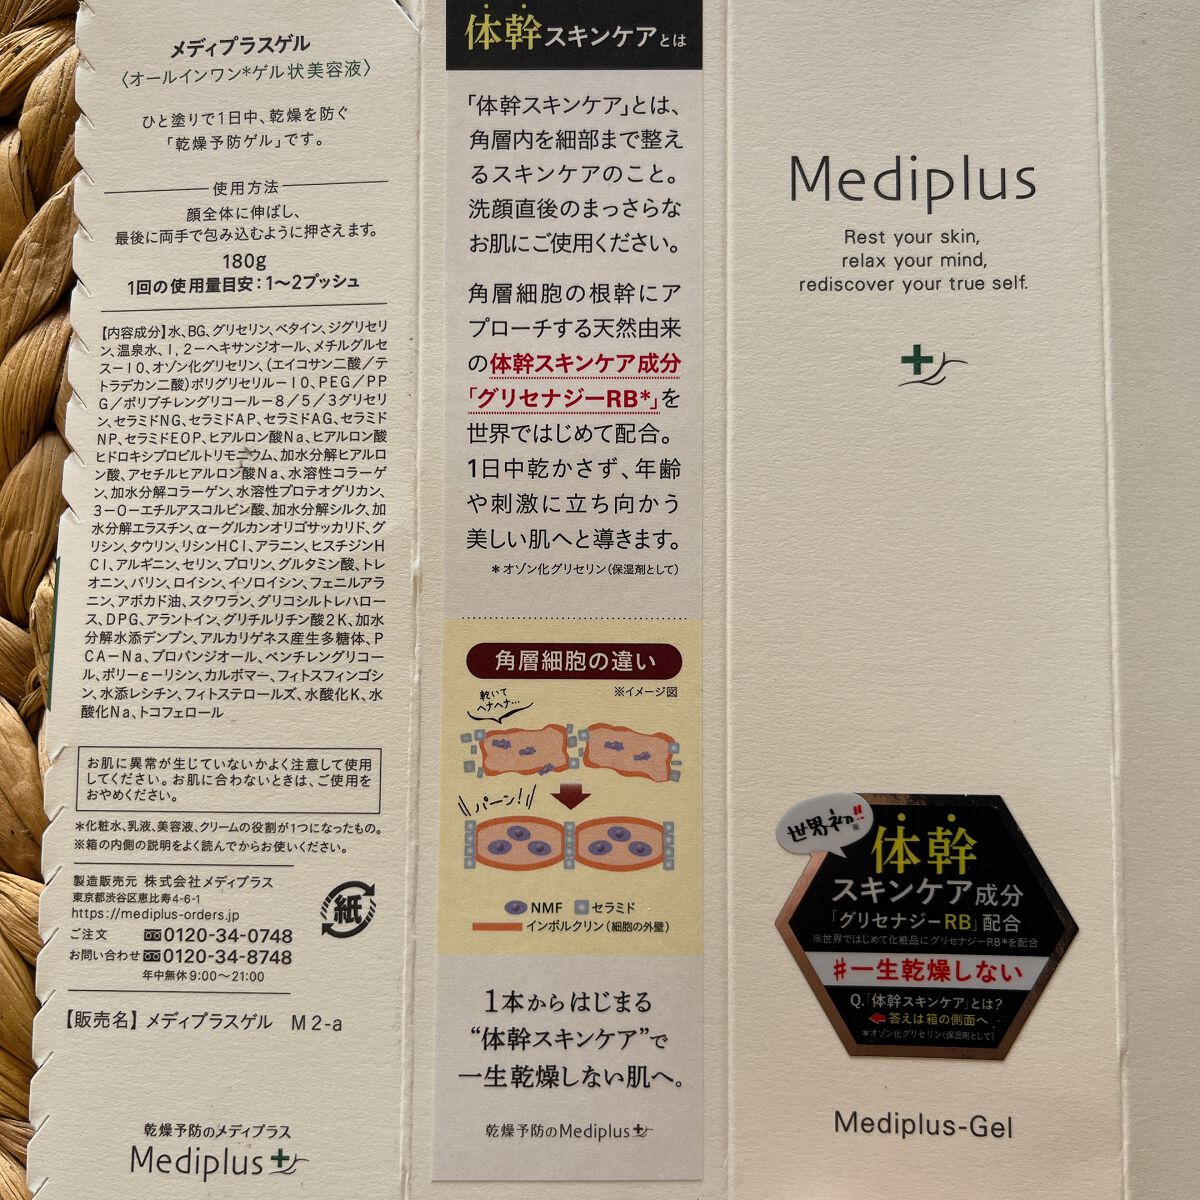 メディプラスゲル
〈オールインワン*ゲル状美容液〉
ひと塗りで1日中、乾燥を防ぐ
「乾燥予防ゲル」です。
使用方法
顔全体に伸ばし、
最後に両手で包み込むように押さえます。
180g
1回の使用量目安：1〜2プッシュ
【内容成分】水、BG、グリセリン、ベタイン、ジグリセリ
ン、温泉水、1,2-ヘキサンジオール、メチルグルセ
ス-10、オゾン化グリセリン、(エイコサン二酸/テ
トラデカン二酸)ポリグリセリル-10、PEG/PP
G/ポリブチレングリコール-8/5/3グリセリ
ン、セラミドNG、セラミドAP、セラミドAG、セラミド
NP、セラミドEOP、ヒアルロン酸Na、ヒアルロン酸
ヒドロキシプロピルトリモニウム、加水分解ヒアルロ
ン酸、アセチルヒアルロン酸Na、水溶性コラーゲ
ン、加水分解コラーゲン、水溶性プロテオグリカン、
3-O-エチルアスコルビン酸、加水分解シルク、加
水分解エラスチン、α-グルカンオリゴサッカリド、グ
リシン、タウリン、リシンHCl、アラニン、ヒスチジンH
Cl、アルギニン、セリン、プロリン、グルタミン酸、トレ
オニン、バリン、ロイシン、イソロイシン、フェニルアラ
ニン、アボカド油、スクワラン、グリコシルトレハロー
ス、DPG、アラントイン、グリチルリチン酸2K、加水
分解水添デンプン、アルカリゲネス産生多糖体、P
CA-Na、プロパンジオール、ペンチレングリコー
ル、ポリ-ε-リシン、カルボマー、フィトスフィンゴシ
ン、水添レシチン、フィトステロールズ、水酸化K、水
酸化Na、トコフェロール
お肌に異常が生じていないかよく注意して使用
してください。お肌に合わないときは、ご使用を
おやめください。
*化粧水、乳液、美容液、クリームの役割が1つになったもの。
※箱の内側の説明をよく読んでからお使いください。
製造販売元 株式会社メディプラス
東京都渋谷区恵比寿4-6-1
https://mediplus-orders.jp
ご注文 0120-34-0748
お問い合わせ 0120-34-8748
年中無休 9:00〜21:00
紙
【販売名】メディプラスゲル M2-a
乾燥予防のメディプラス
Mediplus
体幹スキンケアとは
「体幹スキンケア」とは、
角層内を細部まで整え
るスキンケアのこと。
洗顔直後のまっさらな
お肌にご使用ください。
角層細胞の根幹にア
プローチする天然由来
の体幹スキンケア成分
「グリセナジーRB*」を
世界ではじめて配合。
1日中乾かさず、年齢
や刺激に立ち向かう
美しい肌へと導きます。
*オゾン化グリセリン(保湿剤として)
角層細胞の違い
※イメージ図
乾いて
ヘナヘナ…
パーン!
NMF セラミド
インボルクリン(細胞の外壁)
1本からはじまる
“体幹スキンケア”で
一生乾燥しない肌へ。
乾燥予防のMediplus
Mediplus
Rest your skin,
relax your mind,
rediscover your true self.
世界初!!※
体幹
スキンケア成分
「グリセナジーRB」配合
※世界ではじめて化粧品にグリセナジーRB*を配合
#一生乾燥しない
Q.「体幹スキンケア」とは?
答えは箱の側面へ
*オゾン化グリセリン(保湿剤として)
Mediplus-Gel